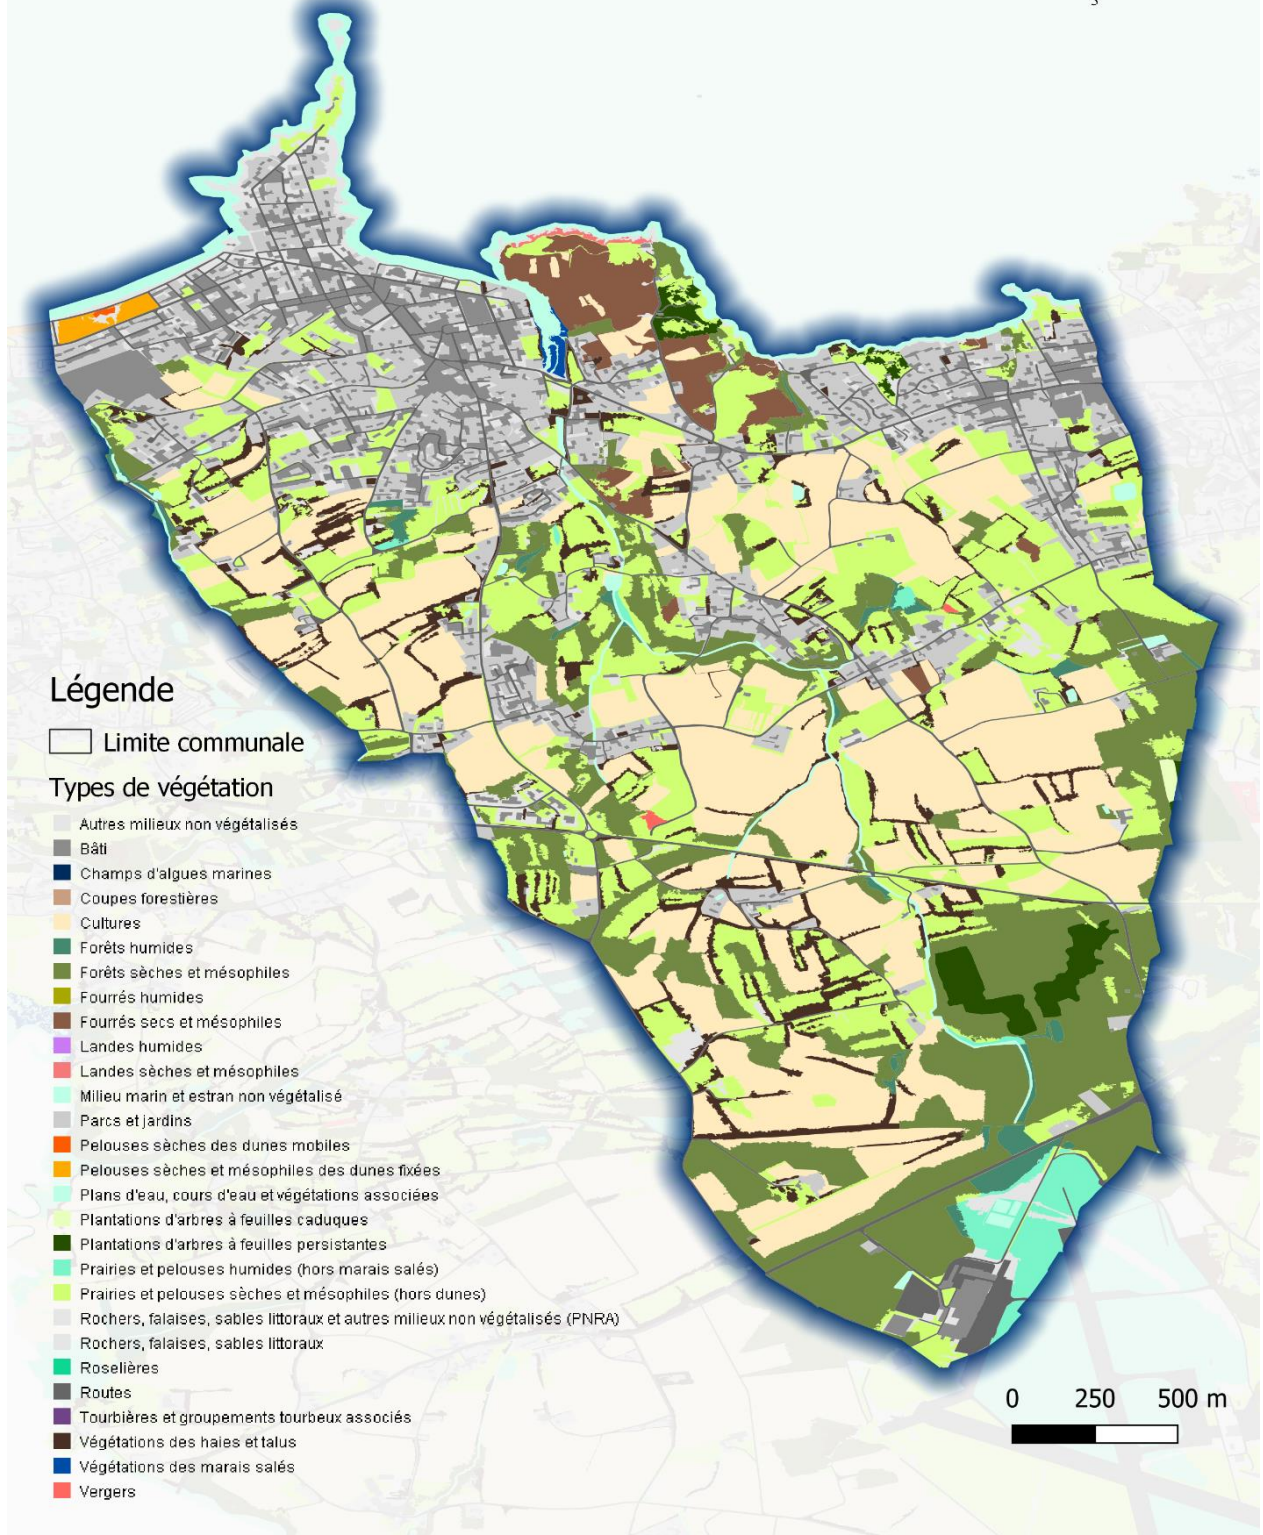 S
Légende
Limite communale
Types de végétation
Autres milieux non végétalisés
Bâti
Champs d'algues marines
Coupes forestières
Cultures
Forêts humides
Forêts sèches et mésophiles
Fourrés humides
Fourrés secs et mésophiles
Landes humides
Landes sèches et mésophiles
Milieu marin et estran non végétalisé
Parcs et jardins
Pelouses sèches des dunes mobiles
Pelouses sèches et mésophiles des dunes fixées
Plans d'eau, cours d'eau et végétations associées
Plantations d'arbres à feuilles caduques
Plantations d'arbres à feuilles persistantes
Prairies et pelouses humides (hors marais salés)
Prairies et pelouses sèches et mésophiles (hors dunes)
Rochers, falaises, sables littoraux et autres milieux non végétalisés (PNRA)
Rochers, falaises, sables littoraux
Roselières
Routes
Tourbières et groupements tourbeux associés
Végétations des haies et talus
Végétations des marais salés
Vergers
0 250 500 m